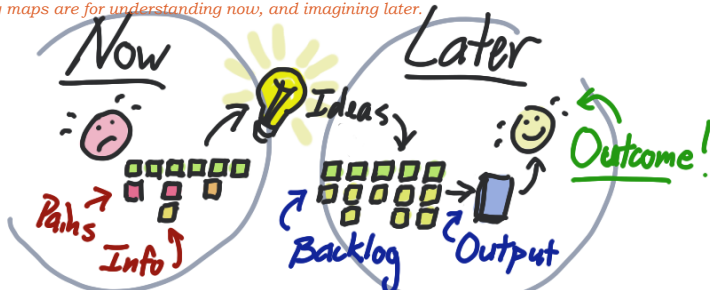 maps are for understanding now, and imagining later.
Now
Later
Ideas
Outcome!
Pains
Info
Backlog
Output